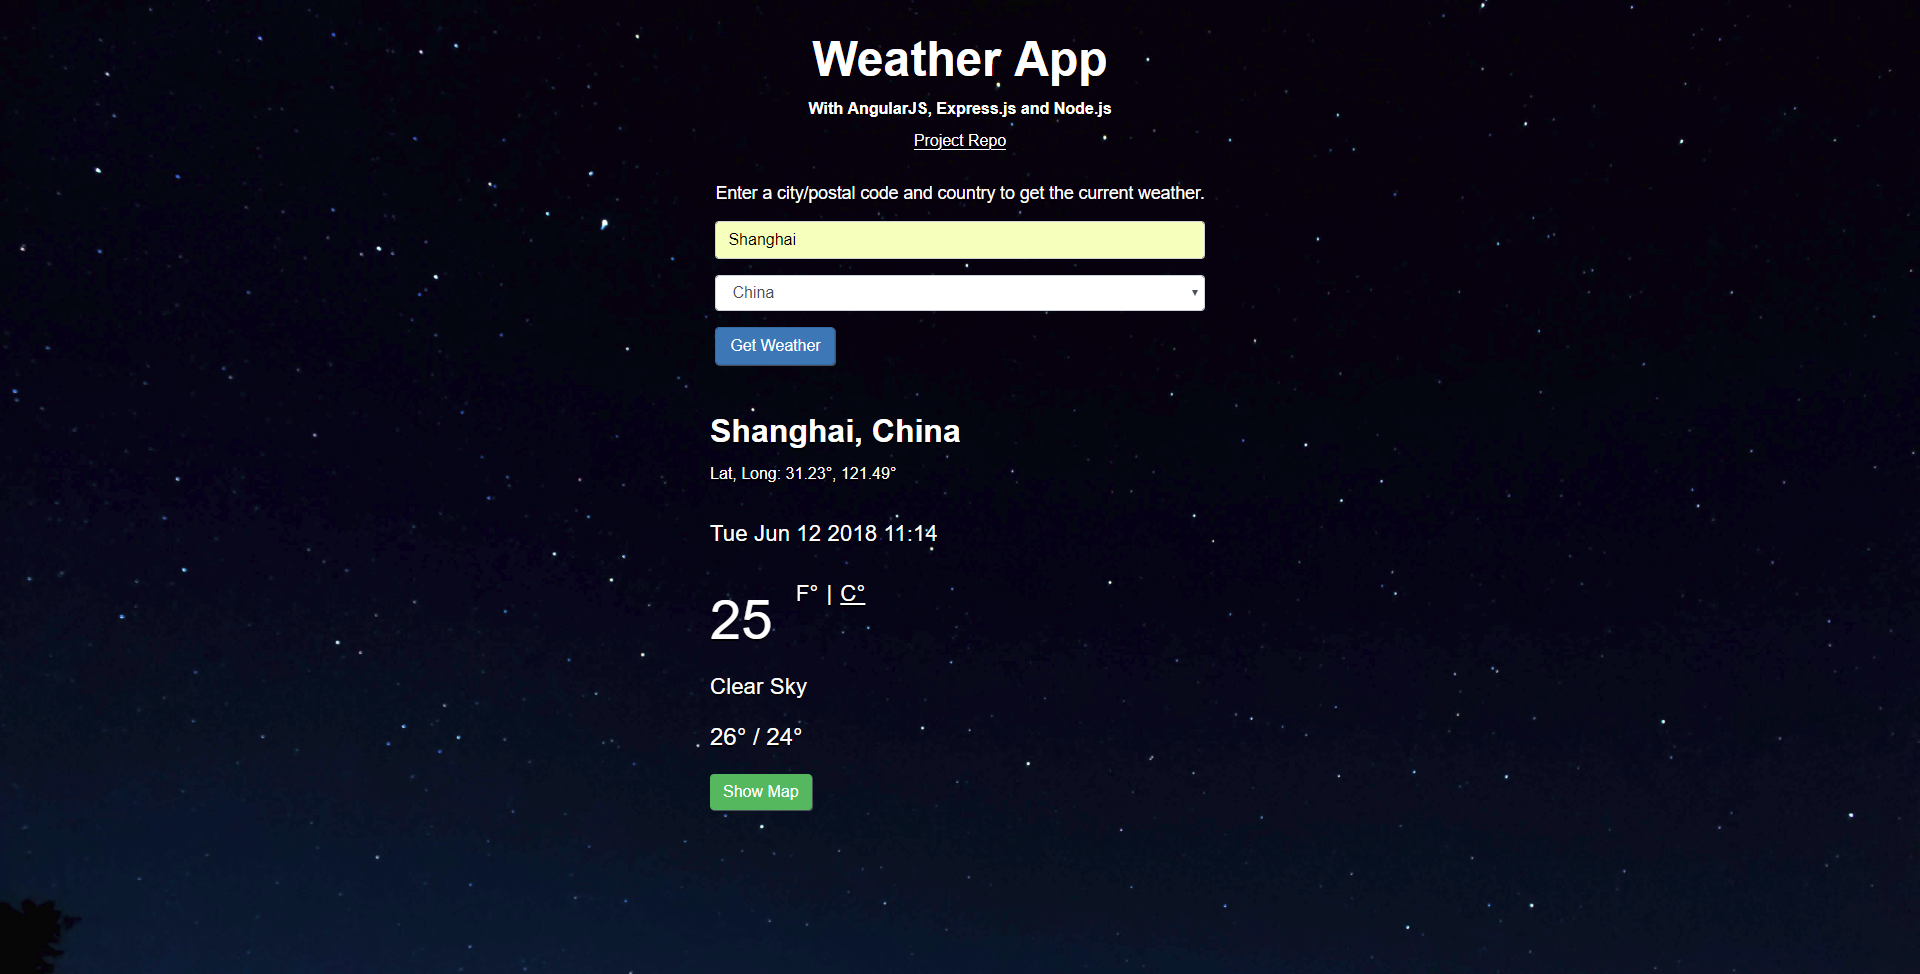 Weather App
With AngularJS, Express.js and Node.js
Project Repo
Enter a city/postal code and country to get the current weather.
Shanghai
China
Get Weather
Shanghai, China
Lat, Long: 31.23°, 121.49°
Tue Jun 12 2018 11:14
25 F° | C°
Clear Sky
26° / 24°
Show Map